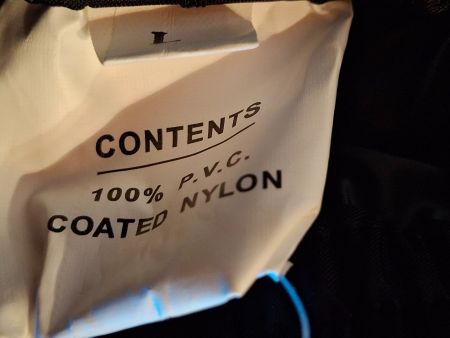 L
CONTENTS
100% P.V.C.
COATED NYLON